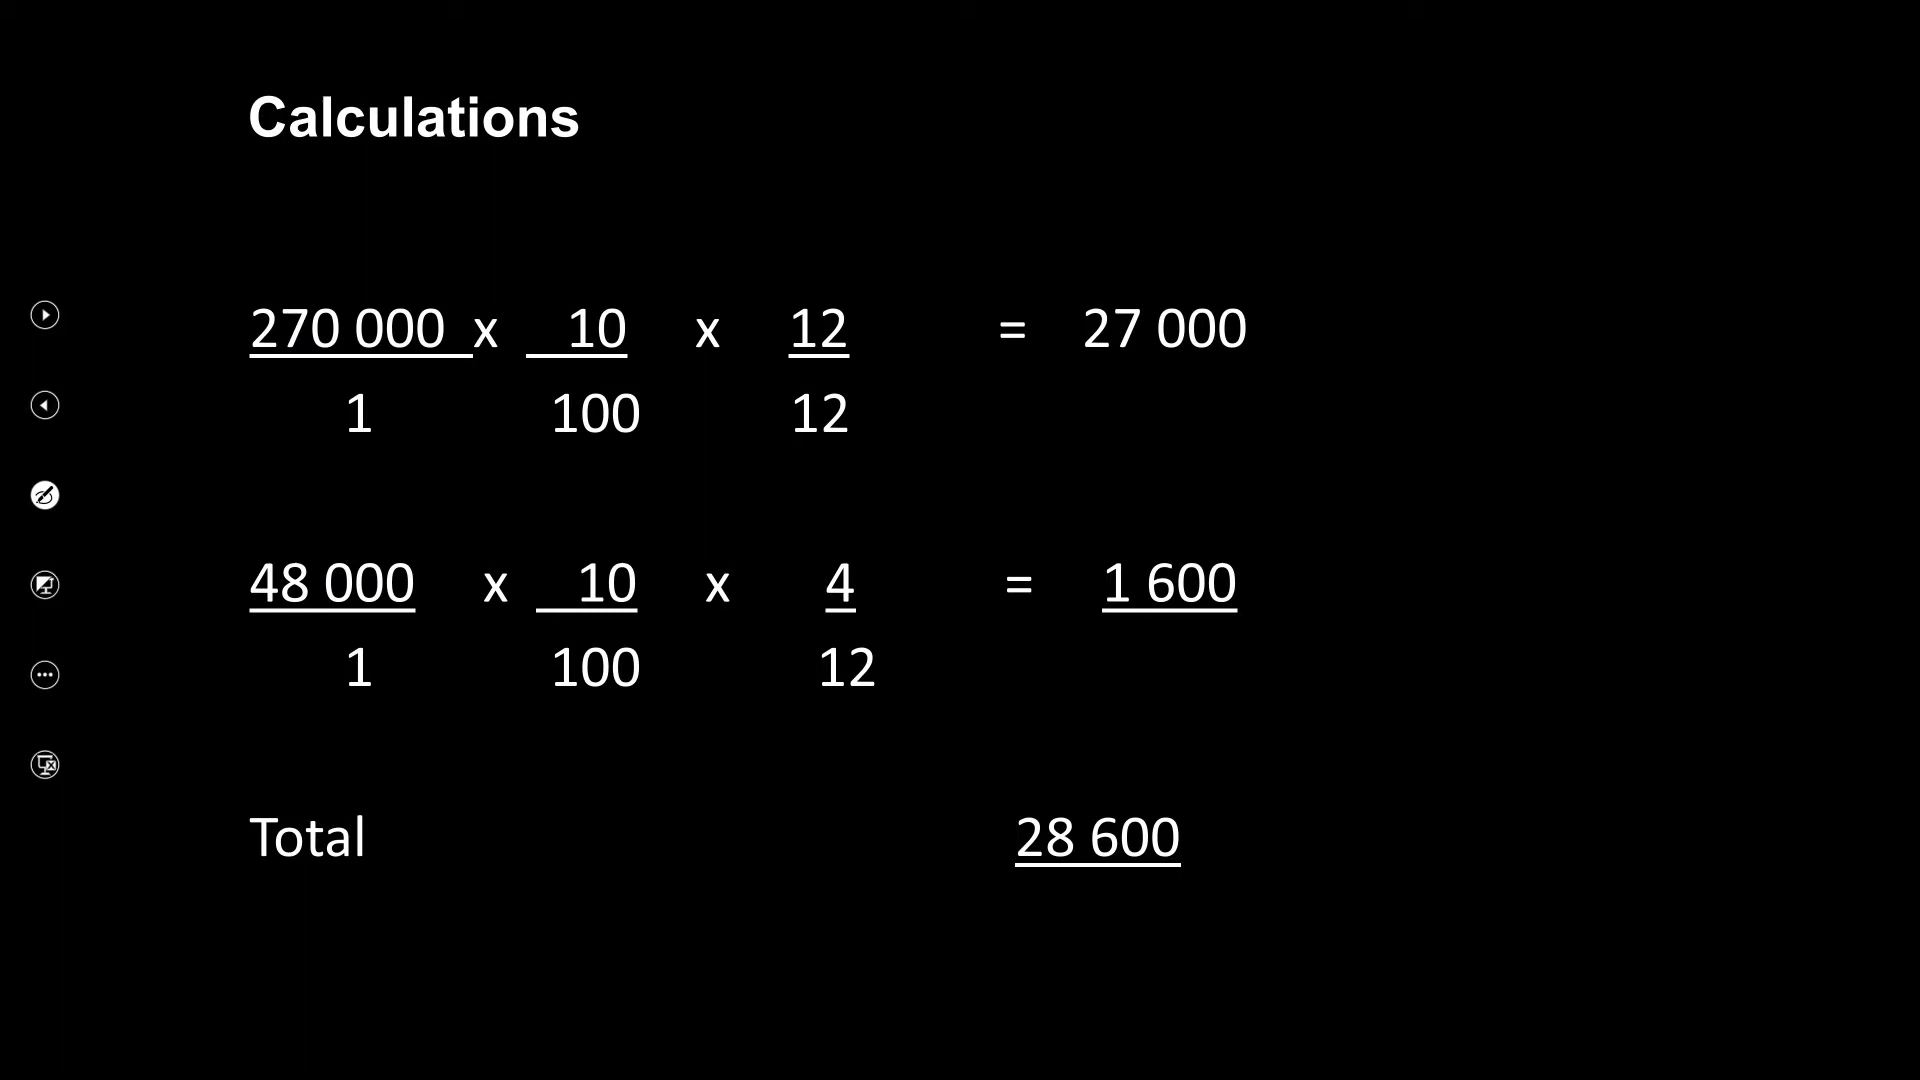 Calculations
270 000 x 10 x 12 = 27 000
1 100 12
48 000 x 10 x 4 = 1 600
1 100 12
Total 28 600